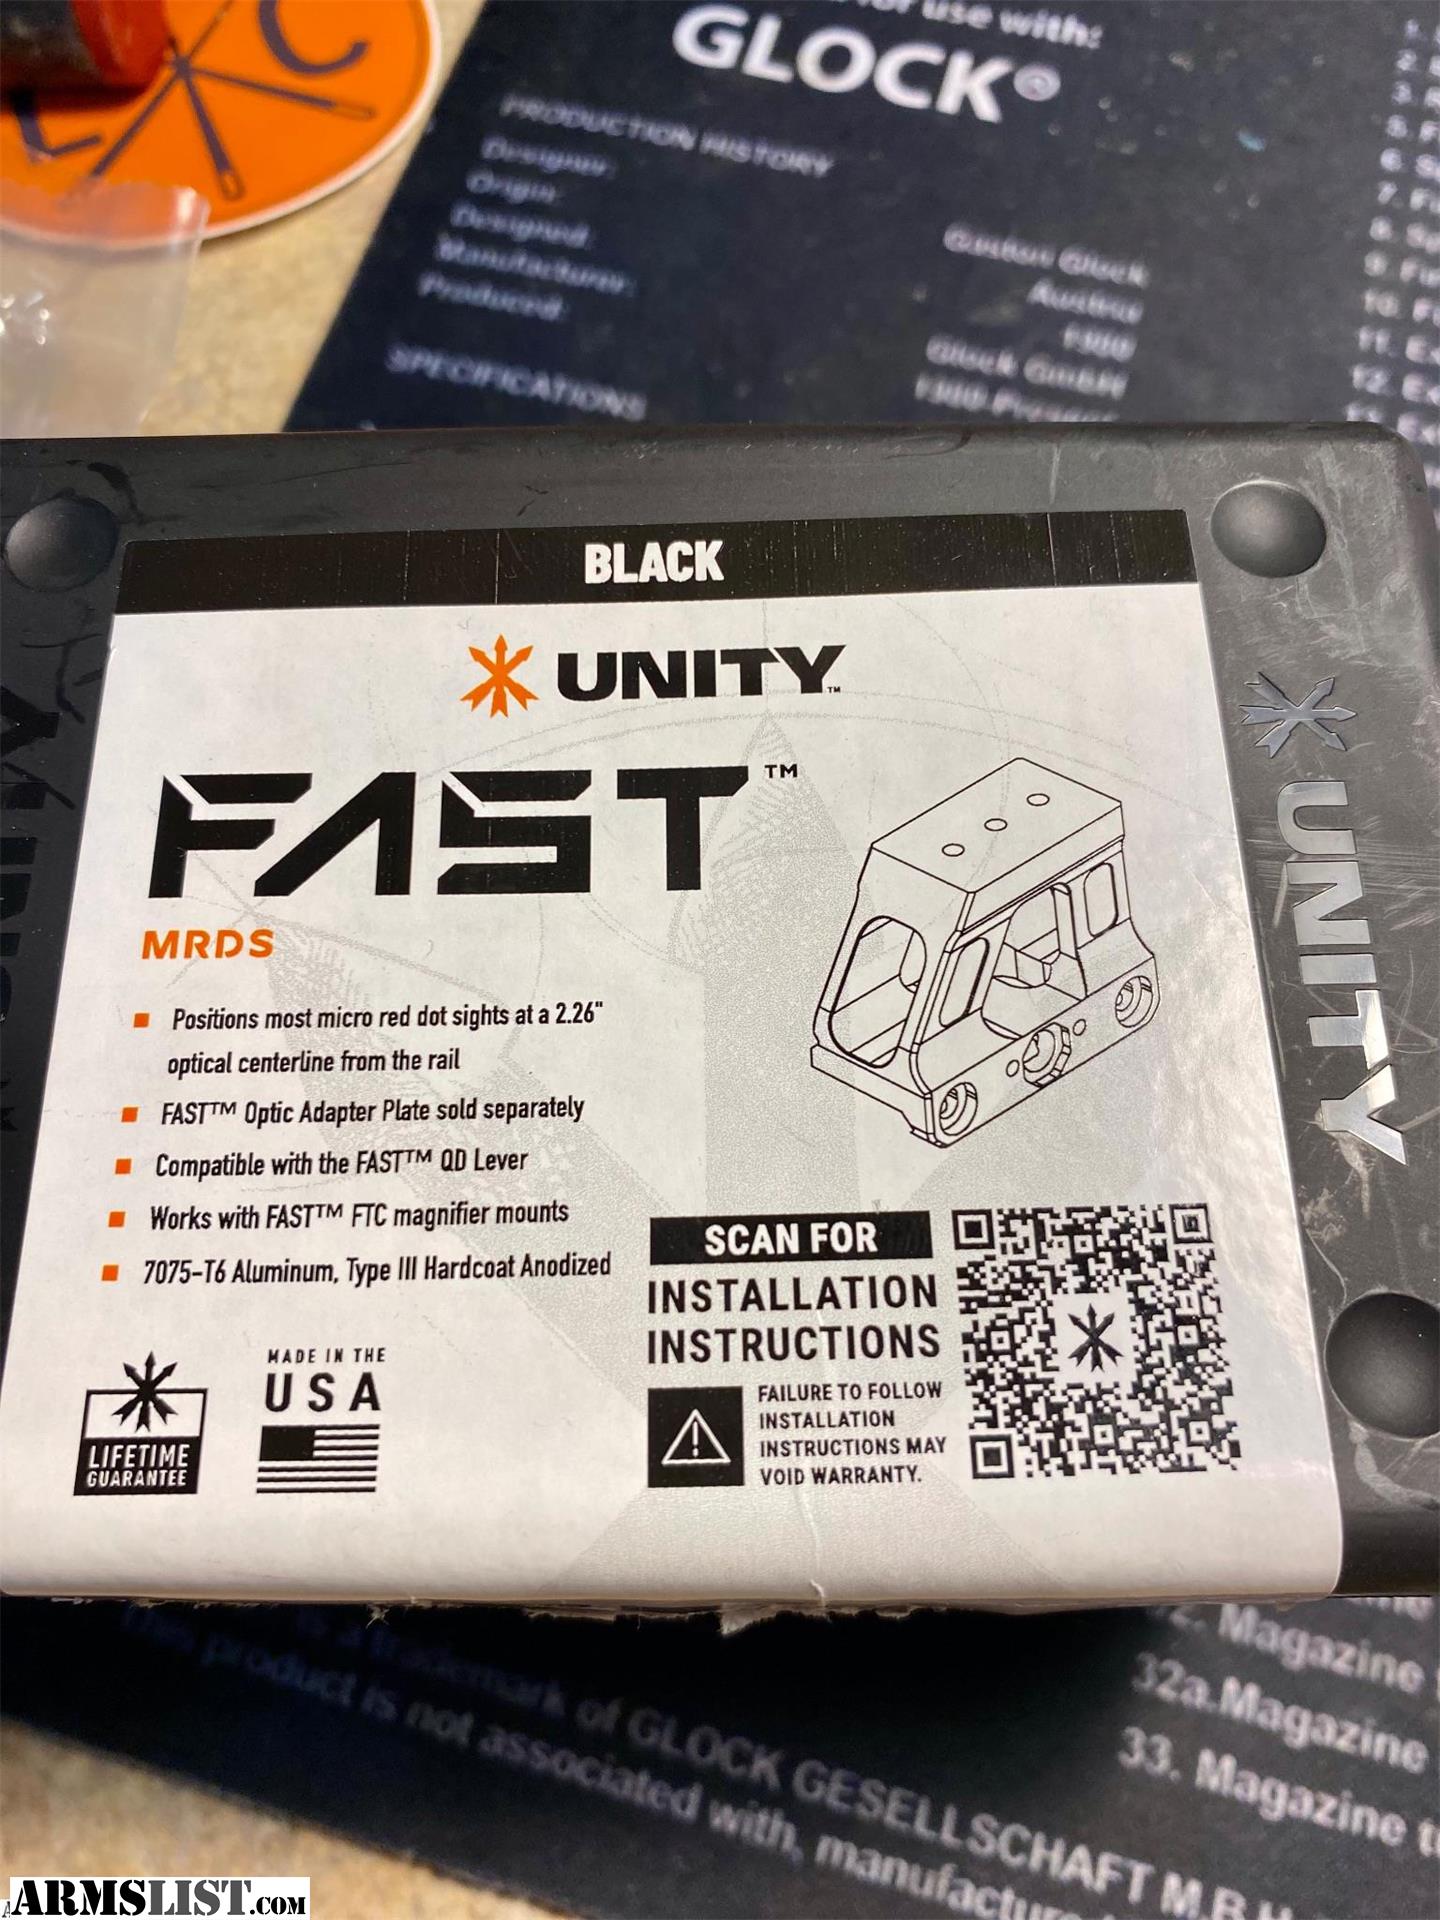 use with:
GLOCK®
PRODUCTION HISTORY
Designer:
Origin:
Designed:
Manufacturer:
Produced:
Gaston Glock
Austria
1980
Glock GmbH
1980-Present
SPECIFICATIONS
BLACK
UNITY™
FAST™
MRDS
Positions most micro red dot sights at a 2.26"
optical centerline from the rail
FAST™ Optic Adapter Plate sold separately
Compatible with the FAST™ QD Lever
Works with FAST™ FTC magnifier mounts
7075-T6 Aluminum, Type III Hardcoat Anodized
SCAN FOR
INSTALLATION
INSTRUCTIONS
FAILURE TO FOLLOW
INSTALLATION
INSTRUCTIONS MAY
VOID WARRANTY.
LIFETIME
GUARANTEE
MADE IN THE
USA
UNITY
is a trademark of GLOCK GESELLSCHAFT M.B.H.
This product is not associated with, manufacture
Magazine
32a.Magazine
33. Magazine
ARMSLIST.com